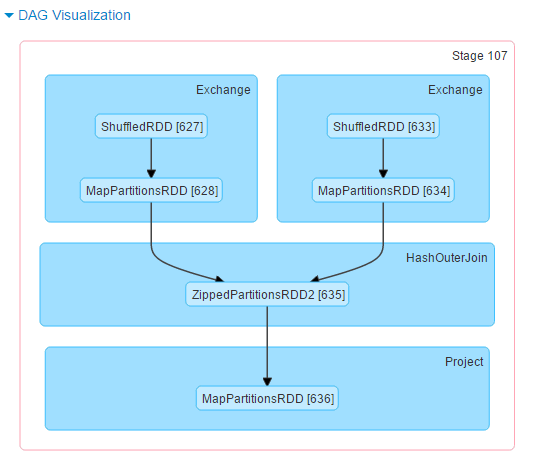 DAG Visualization
Stage 107
Exchange
Exchange
ShuffledRDD [627]
ShuffledRDD [633]
MapPartitionsRDD [628]
MapPartitionsRDD [634]
HashOuterJoin
ZippedPartitionsRDD2 [635]
Project
MapPartitionsRDD [636]